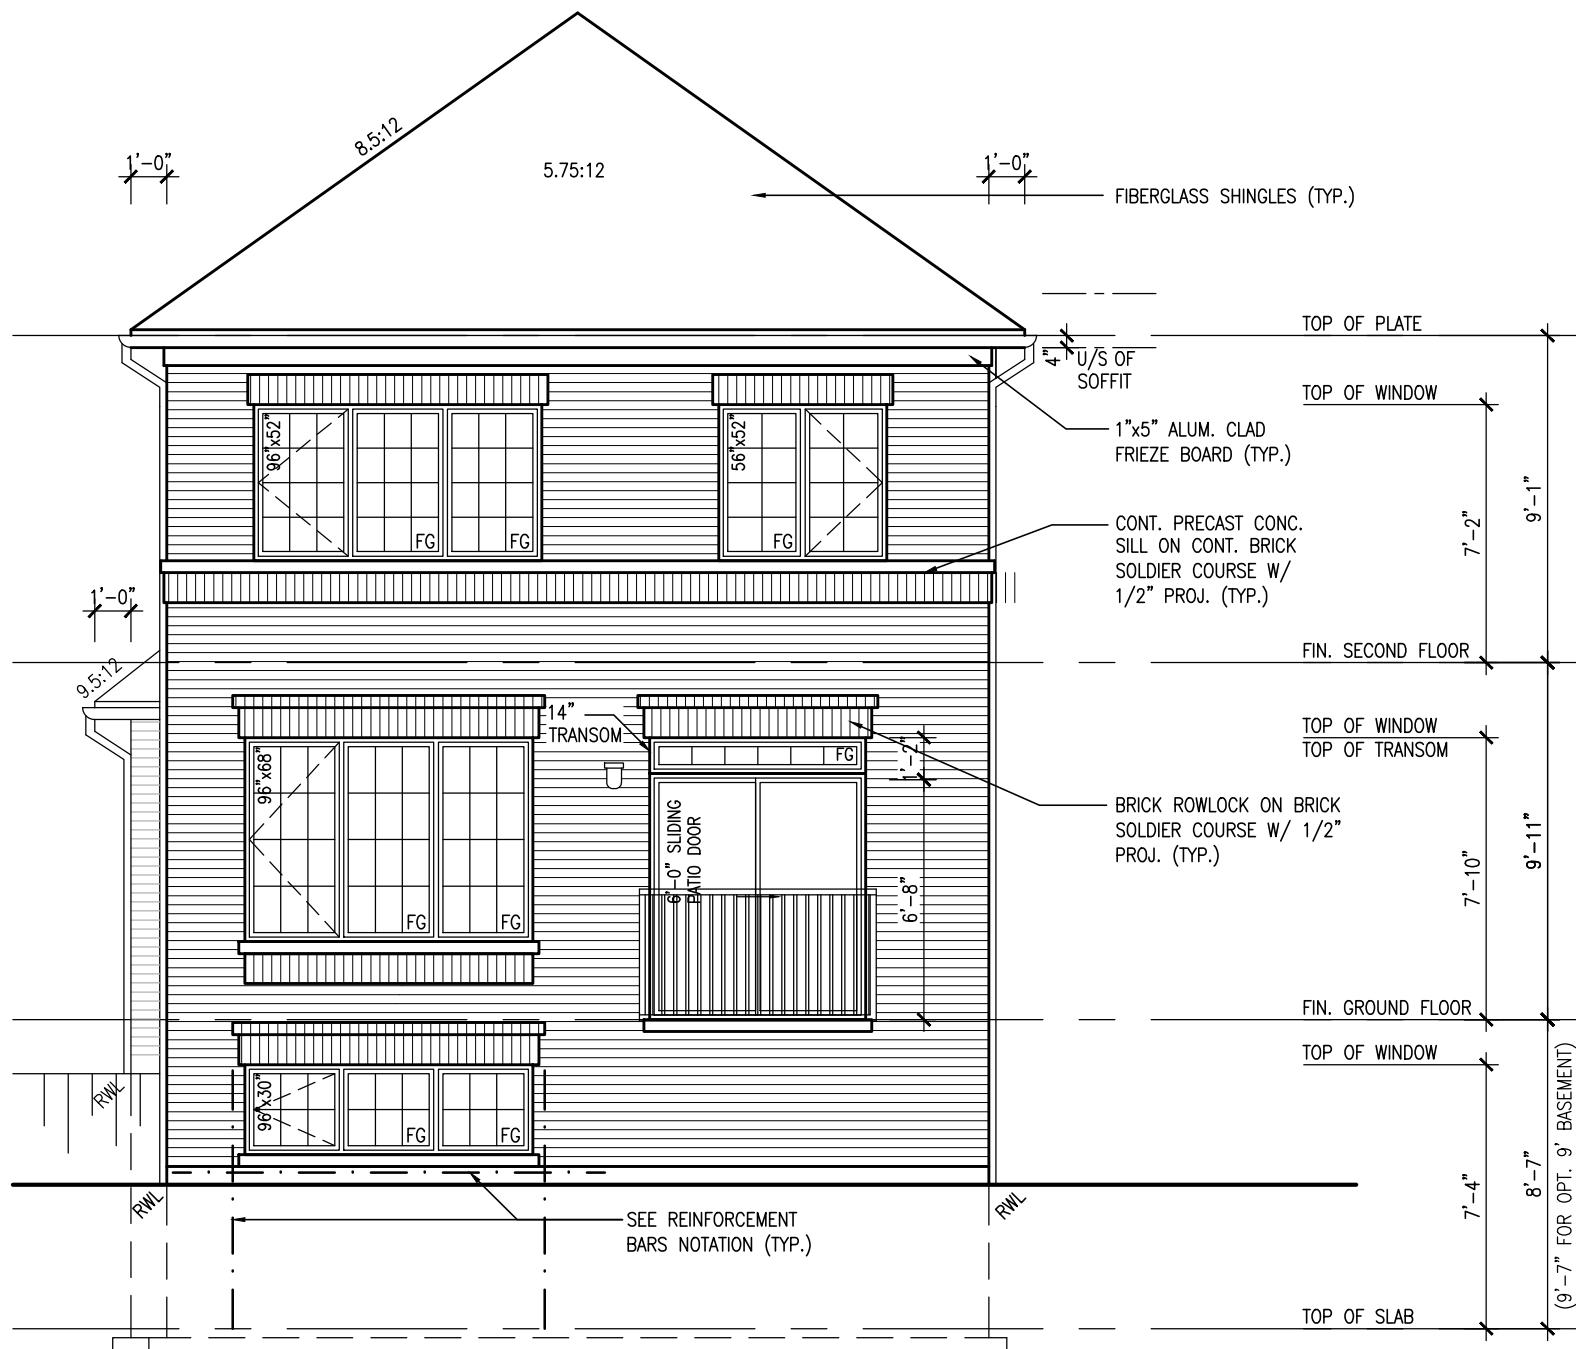 8.5:12
1'-0"
5.75:12
1'-0"
FIBERGLASS SHINGLES (TYP.)
TOP OF PLATE
4"
U/S OF
SOFFIT
TOP OF WINDOW
96"x52"
56"x52"
1"x5" ALUM. CLAD
FRIEZE BOARD (TYP.)
FG
FG
FG
7'-2"
9'-1"
CONT. PRECAST CONC.
SILL ON CONT. BRICK
SOLDIER COURSE W/
1/2" PROJ. (TYP.)
1'-0"
9.5:12
FIN. SECOND FLOOR
14"
TRANSOM
TOP OF WINDOW
TOP OF TRANSOM
FG
1'-2"
96"x68"
6'-0" SLIDING
PATIO DOOR
BRICK ROWLOCK ON BRICK
SOLDIER COURSE W/ 1/2"
PROJ. (TYP.)
6'-8"
7'-10"
9'-11"
FG
FG
FIN. GROUND FLOOR
TOP OF WINDOW
RWL
96"x30"
FG
FG
RWL
RWL
7'-4"
8'-7"
(9'-7" FOR OPT. 9' BASEMENT)
SEE REINFORCEMENT
BARS NOTATION (TYP.)
TOP OF SLAB